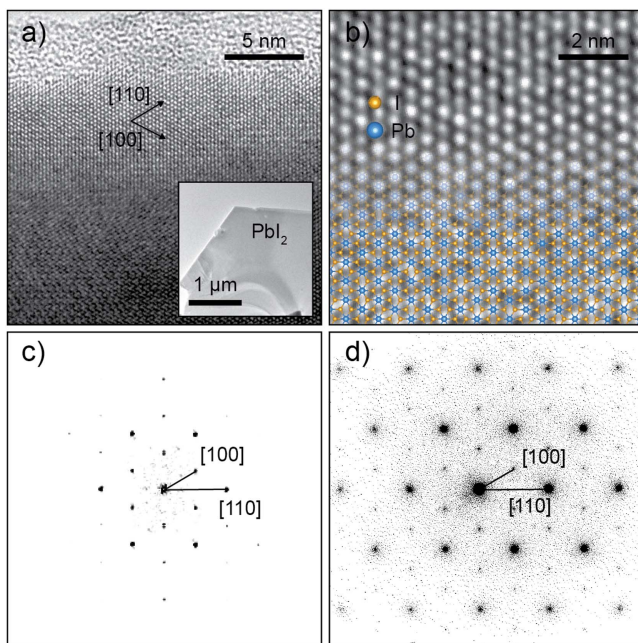 a)
5 nm
[110]
[100]
PbI₂
1 µm
b)
2 nm
I
Pb
c)
[100]
[110]
d)
[100]
[110]